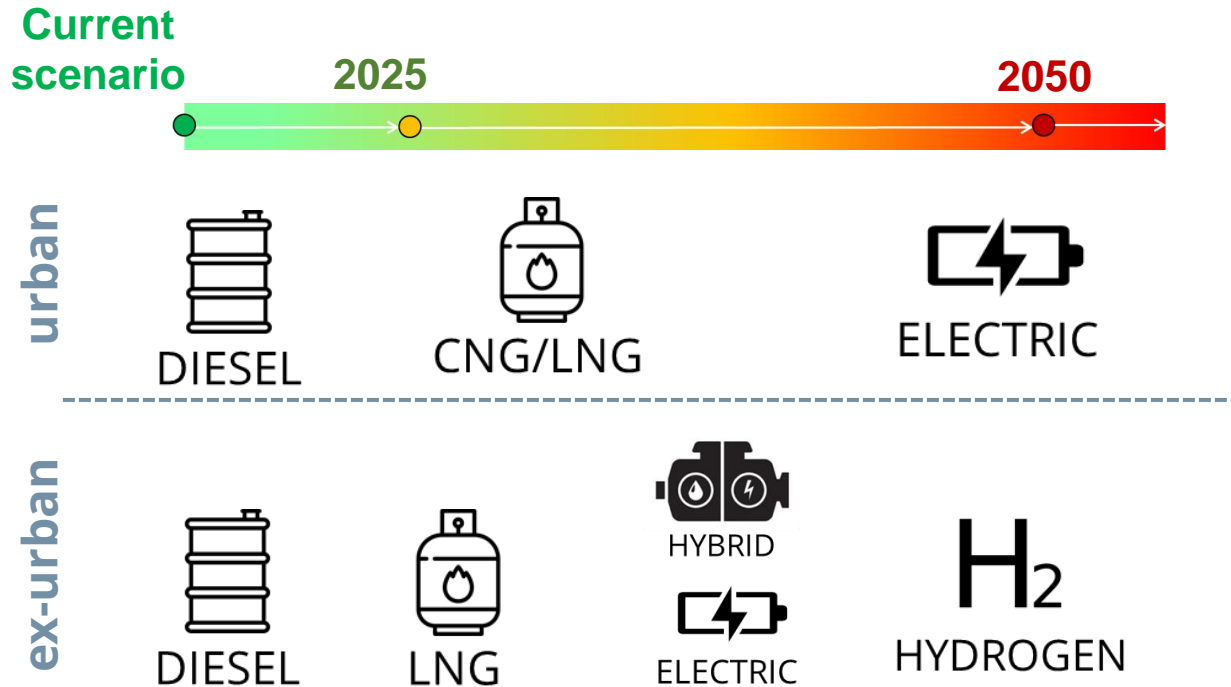 Current
scenario
2025
2050
urban
DIESEL
CNG/LNG
ELECTRIC
ex-urban
DIESEL
LNG
HYBRID
ELECTRIC
H₂
HYDROGEN